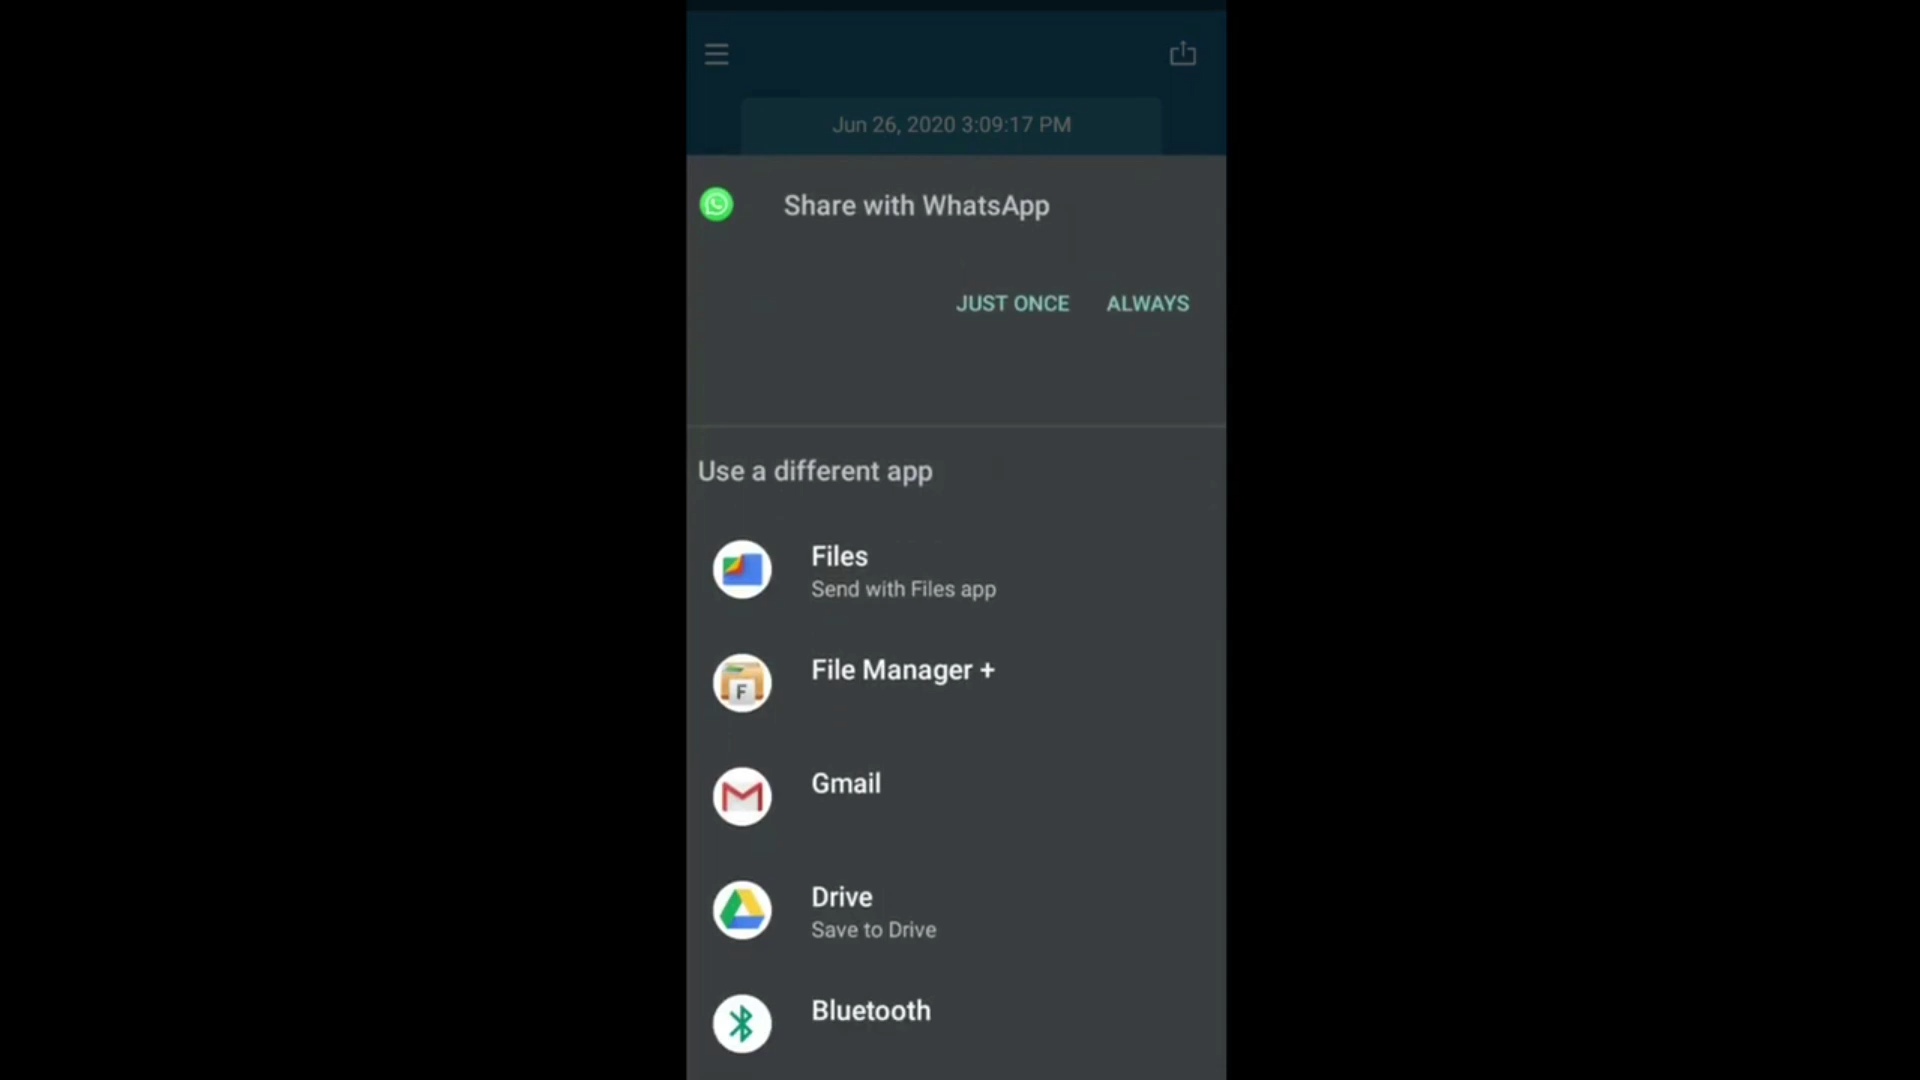 Jun 26, 2020 3:09:17 PM
Share with WhatsApp
JUST ONCE ALWAYS
Use a different app
Files
Send with Files app
File Manager +
F
Gmail
Drive
Save to Drive
Bluetooth